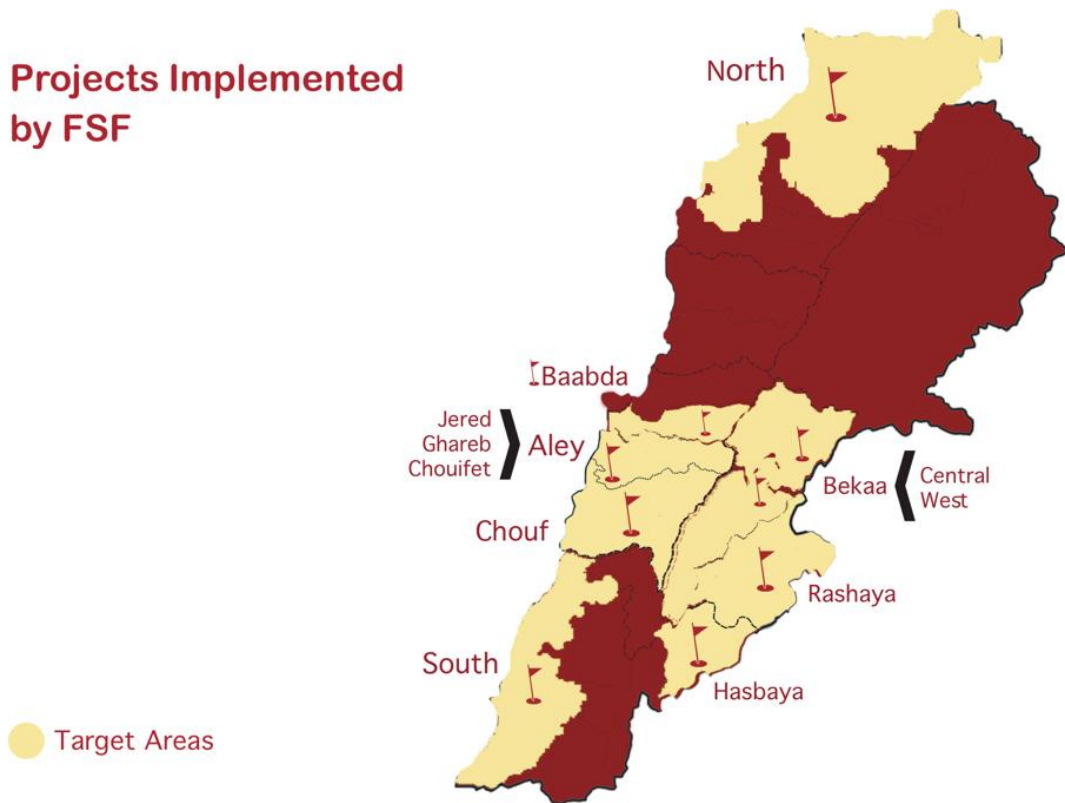 Projects Implemented
by FSF
North
Baabda
Jered
Ghareb
Chouifet
Aley
Bekaa
Central
West
Chouf
Rashaya
South
Hasbaya
Target Areas